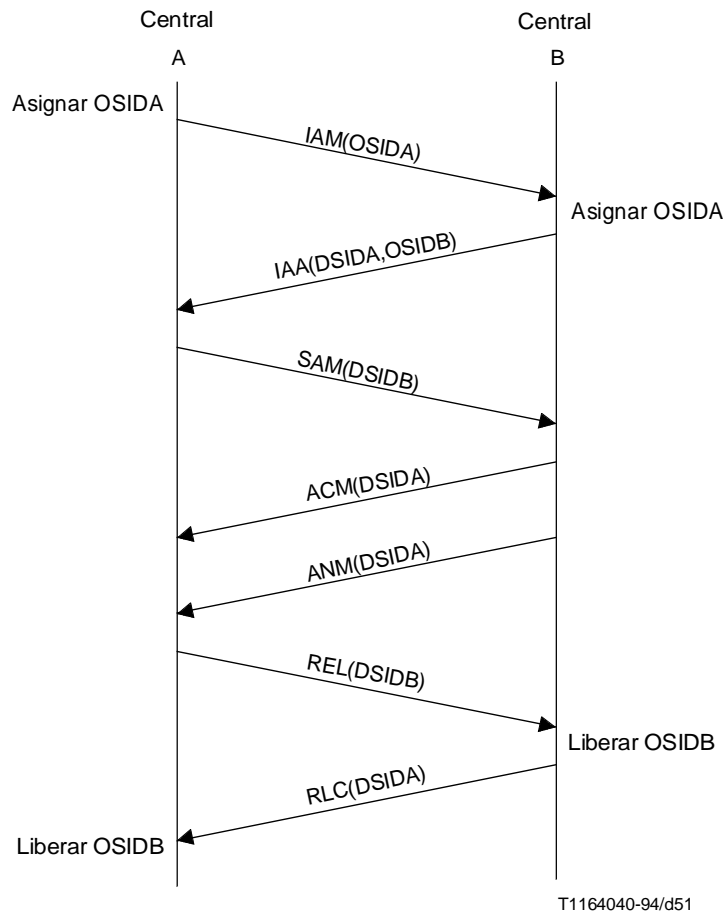 Central
A
Central
B
Asignar OSIDA
IAM(OSIDA)
Asignar OSIDA
IAA(DSIDA,OSIDB)
SAM(DSIDB)
ACM(DSIDA)
ANM(DSIDA)
REL(DSIDB)
Liberar OSIDB
RLC(DSIDA)
Liberar OSIDB
T1164040-94/d51